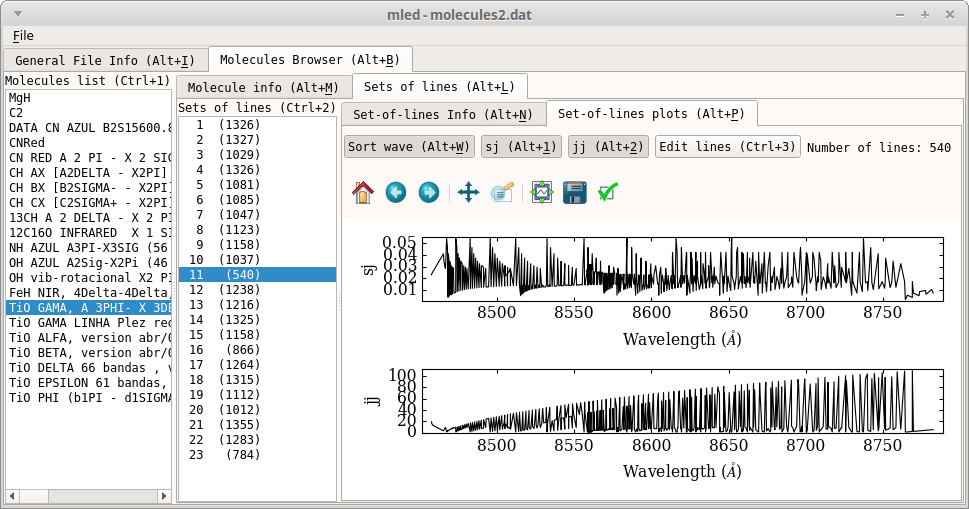 mled - molecules2.dat
File
General File Info (Alt+I)
Molecules Browser (Alt+B)
Molecules list (Ctrl+1)
MgH
C2
DATA CN AZUL B2S15600.8
CNRed
CN RED A 2 PI - X 2 SIG
CH AX [A2DELTA - X2PI]
CH BX [B2SIGMA- - X2PI]
CH CX [C2SIGMA+ - X2PI]
13CH A 2 DELTA - X 2 PI
12C16O INFRARED  X 1 SI
NH AZUL A3PI-X3SIG (56
OH AZUL A2Sig-X2Pi (46
OH vib-rotacional X2 PI
FeH NIR, 4Delta-4Delta,
TiO GAMA, A 3PHI- X 3DE
TiO GAMA LINHA Plez red
TiO ALFA, version abr/0
TiO BETA, version abr/0
TiO DELTA 66 bandas , v
TiO EPSILON 61 bandas,
TiO PHI (b1PI - d1SIGMA
Molecule info (Alt+M)
Sets of lines (Alt+L)
Sets of lines (Ctrl+2)
1 (1326)
2 (1327)
3 (1029)
4 (1326)
5 (1081)
6 (1085)
7 (1047)
8 (1123)
9 (1158)
10 (1037)
11 (540)
12 (1238)
13 (1216)
14 (1325)
15 (1158)
16 (866)
17 (1264)
18 (1315)
19 (1112)
20 (1012)
21 (1355)
22 (1283)
23 (784)
Set-of-lines Info (Alt+N)
Set-of-lines plots (Alt+P)
Sort wave (Alt+W)
sj (Alt+1)
jj (Alt+2)
Edit lines (Ctrl+3)
Number of lines: 540
sj
0.05
0.04
0.03
0.02
0.01
8500 8550 8600 8650 8700 8750
Wavelength (Å)
jj
100
80
60
40
20
0
8500 8550 8600 8650 8700 8750
Wavelength (Å)